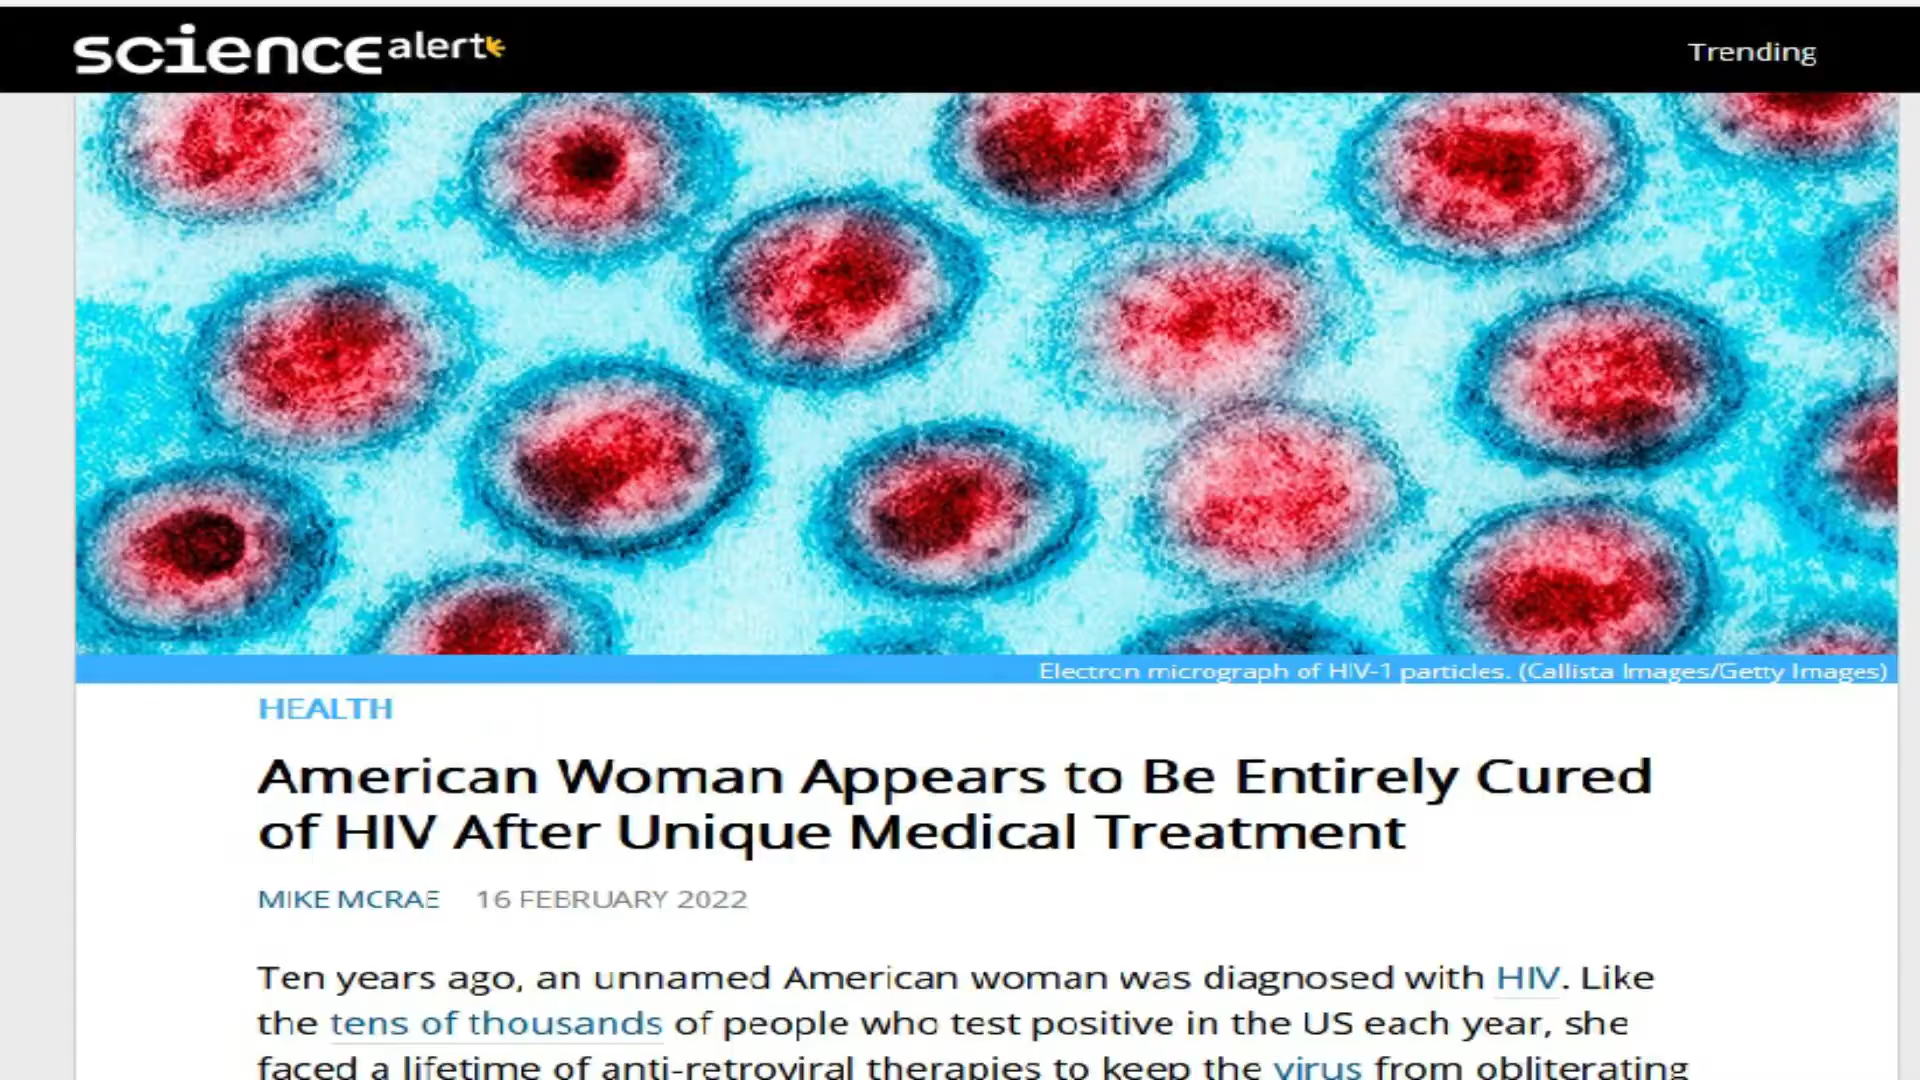 science alert
Trending
Electron micrograph of HIV-1 particles. (Callista Images/Getty Images)
HEALTH
American Woman Appears to Be Entirely Cured
of HIV After Unique Medical Treatment
MIKE MCRAE 16 FEBRUARY 2022
Ten years ago, an unnamed American woman was diagnosed with HIV. Like
the tens of thousands of people who test positive in the US each year, she
faced a lifetime of anti-retroviral therapies to keep the virus from obliterating